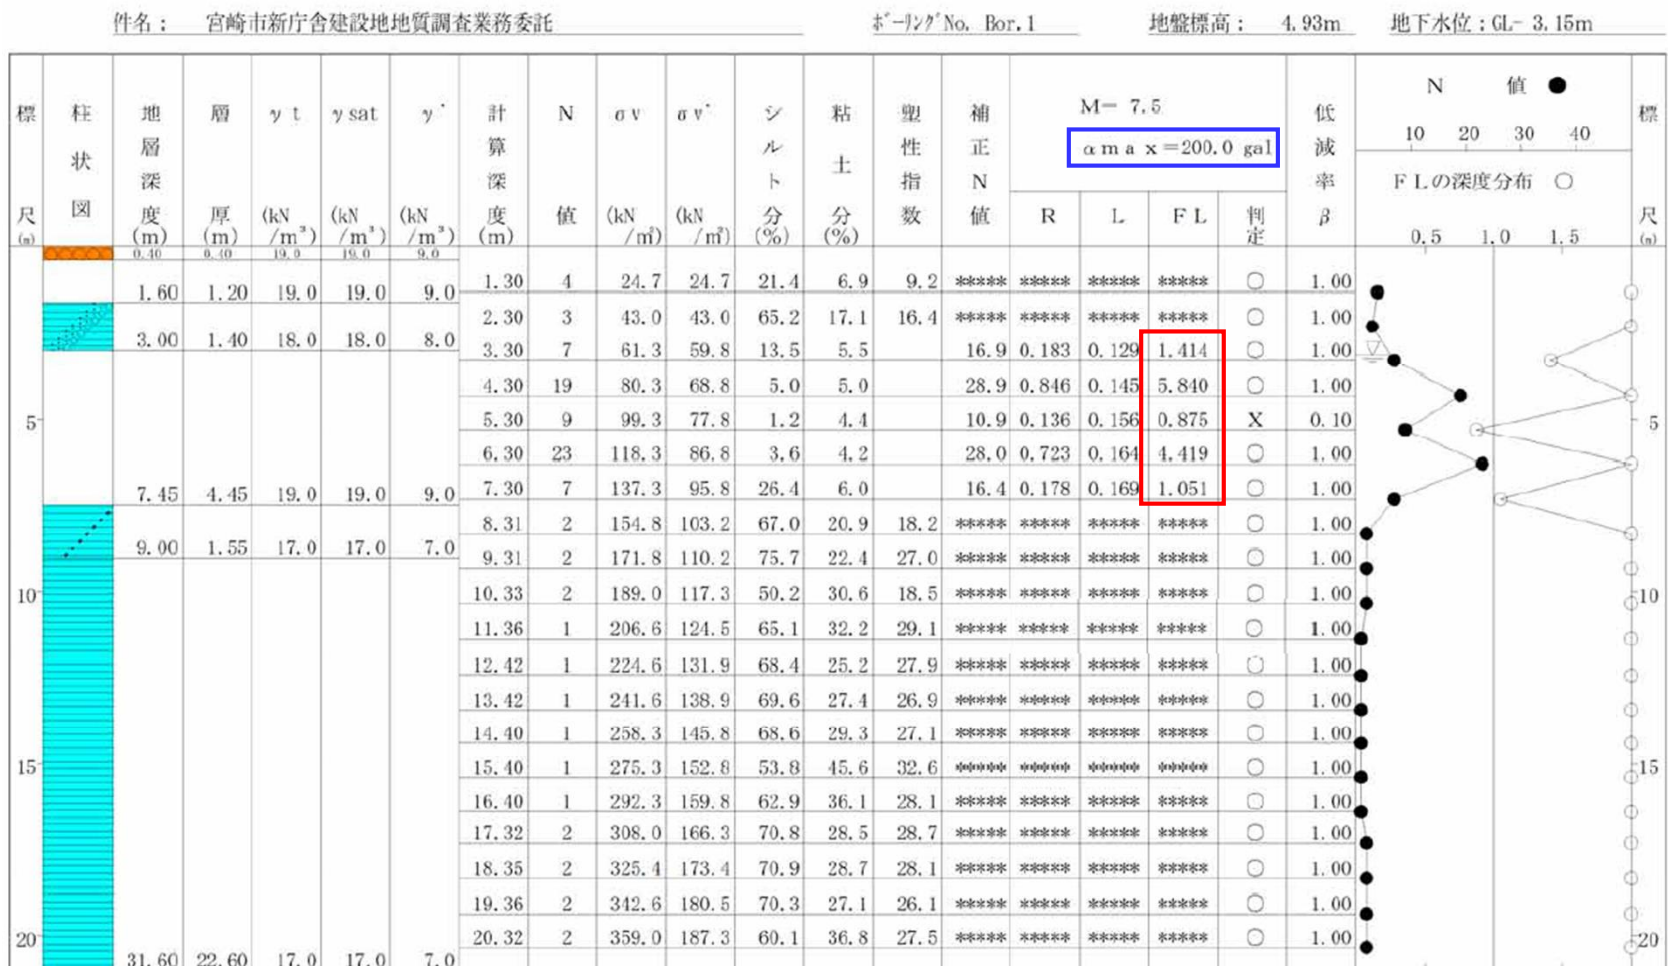 件名： 宮崎市新庁舎建設地地質調査業務委託 ﾎﾞｰﾘﾝｸﾞNo. Bor.1 地盤標高： 4.93m 地下水位：GL- 3.15m
標尺(m) 柱状図 地層深度(m) 層厚(m) γt(kN/m³) γsat(kN/m³) γ'(kN/m³) 計算深度(m) N値 σv(kN/㎡) σv'(kN/㎡) シルト分(%) 粘土分(%) 塑性指数 補正N値 M= 7.5 低減率β N 値 ● 標尺(m)
αmax=200.0 gal
10 20 30 40
FLの深度分布 ○
R L FL 判定
0.5 1.0 1.5
0.40 0.40 19.0 19.0 9.0
1.30 4 24.7 24.7 21.4 6.9 9.2 ***** ***** ***** ***** ○ 1.00
1.60 1.20 19.0 19.0 9.0
2.30 3 43.0 43.0 65.2 17.1 16.4 ***** ***** ***** ***** ○ 1.00
3.00 1.40 18.0 18.0 8.0
3.30 7 61.3 59.8 13.5 5.5 16.9 0.183 0.129 1.414 ○ 1.00
4.30 19 80.3 68.8 5.0 5.0 28.9 0.846 0.145 5.840 ○ 1.00
5 5.30 9 99.3 77.8 1.2 4.4 10.9 0.136 0.156 0.875 X 0.10 5
6.30 23 118.3 86.8 3.6 4.2 28.0 0.723 0.164 4.419 ○ 1.00
7.45 4.45 19.0 19.0 9.0 7.30 7 137.3 95.8 26.4 6.0 16.4 0.178 0.169 1.051 ○ 1.00
8.31 2 154.8 103.2 67.0 20.9 18.2 ***** ***** ***** ***** ○ 1.00
9.00 1.55 17.0 17.0 7.0 9.31 2 171.8 110.2 75.7 22.4 27.0 ***** ***** ***** ***** ○ 1.00
10 10.33 2 189.0 117.3 50.2 30.6 18.5 ***** ***** ***** ***** ○ 1.00 10
11.36 1 206.6 124.5 65.1 32.2 29.1 ***** ***** ***** ***** ○ 1.00
12.42 1 224.6 131.9 68.4 25.2 27.9 ***** ***** ***** ***** ○ 1.00
13.42 1 241.6 138.9 69.6 27.4 26.9 ***** ***** ***** ***** ○ 1.00
14.40 1 258.3 145.8 68.6 29.3 27.1 ***** ***** ***** ***** ○ 1.00
15 15.40 1 275.3 152.8 53.8 45.6 32.6 ***** ***** ***** ***** ○ 1.00 15
16.40 1 292.3 159.8 62.9 36.1 28.1 ***** ***** ***** ***** ○ 1.00
17.32 2 308.0 166.3 70.8 28.5 28.7 ***** ***** ***** ***** ○ 1.00
18.35 2 325.4 173.4 70.9 28.7 28.1 ***** ***** ***** ***** ○ 1.00
19.36 2 342.6 180.5 70.3 27.1 26.1 ***** ***** ***** ***** ○ 1.00
20 20.32 2 359.0 187.3 60.1 36.8 27.5 ***** ***** ***** ***** ○ 1.00 20
31.60 22.60 17.0 17.0 7.0